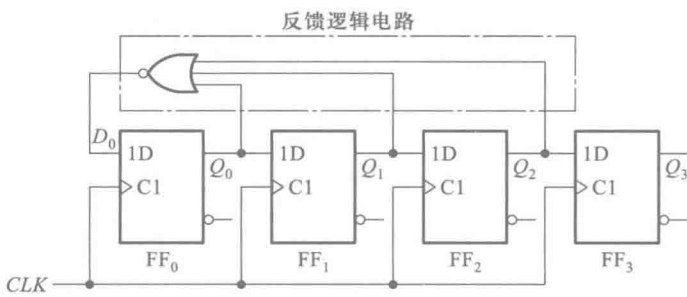 反馈逻辑电路
D₀
1D Q₀ 1D Q₁ 1D Q₂ 1D Q₃
C1 C1 C1 C1
FF₀ FF₁ FF₂ FF₃
CLK